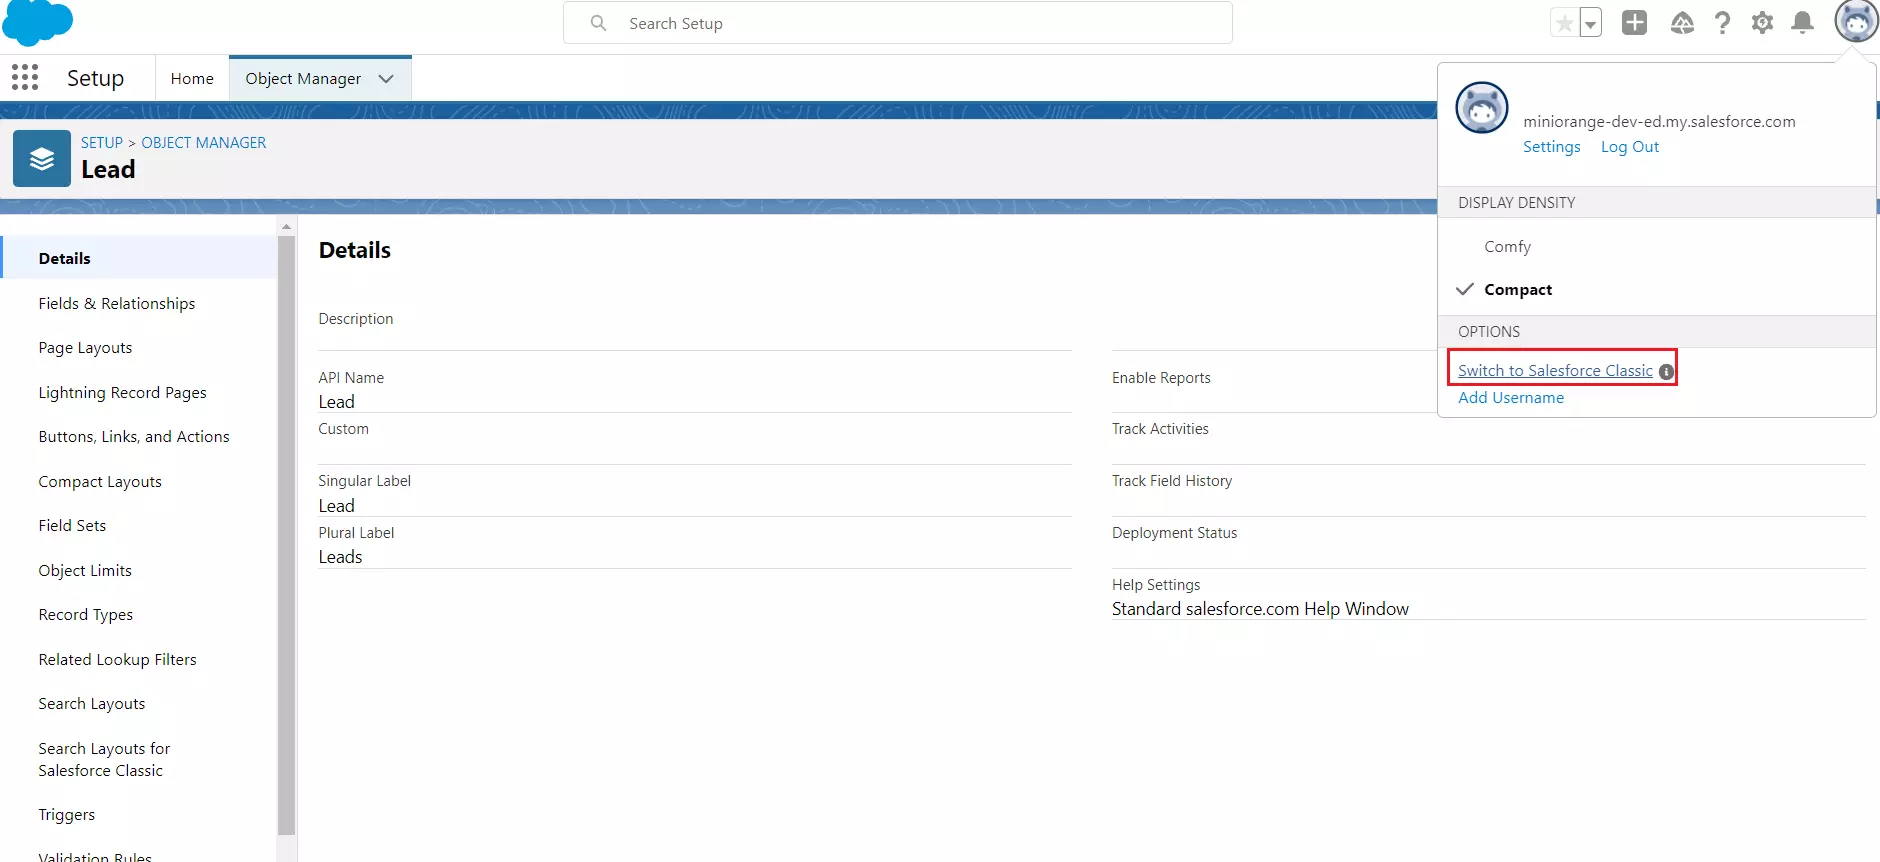 Search Setup
Setup
Home
Object Manager
SETUP > OBJECT MANAGER
Lead
miniorange-dev-ed.my.salesforce.com
Settings Log Out
DISPLAY DENSITY
Comfy
Compact
OPTIONS
Switch to Salesforce Classic
Add Username
Details
Fields & Relationships
Page Layouts
Lightning Record Pages
Buttons, Links, and Actions
Compact Layouts
Field Sets
Object Limits
Record Types
Related Lookup Filters
Search Layouts
Search Layouts for
Salesforce Classic
Triggers
Validation Rules
Details
Description
API Name
Lead
Custom
Singular Label
Lead
Plural Label
Leads
Enable Reports
Track Activities
Track Field History
Deployment Status
Help Settings
Standard salesforce.com Help Window